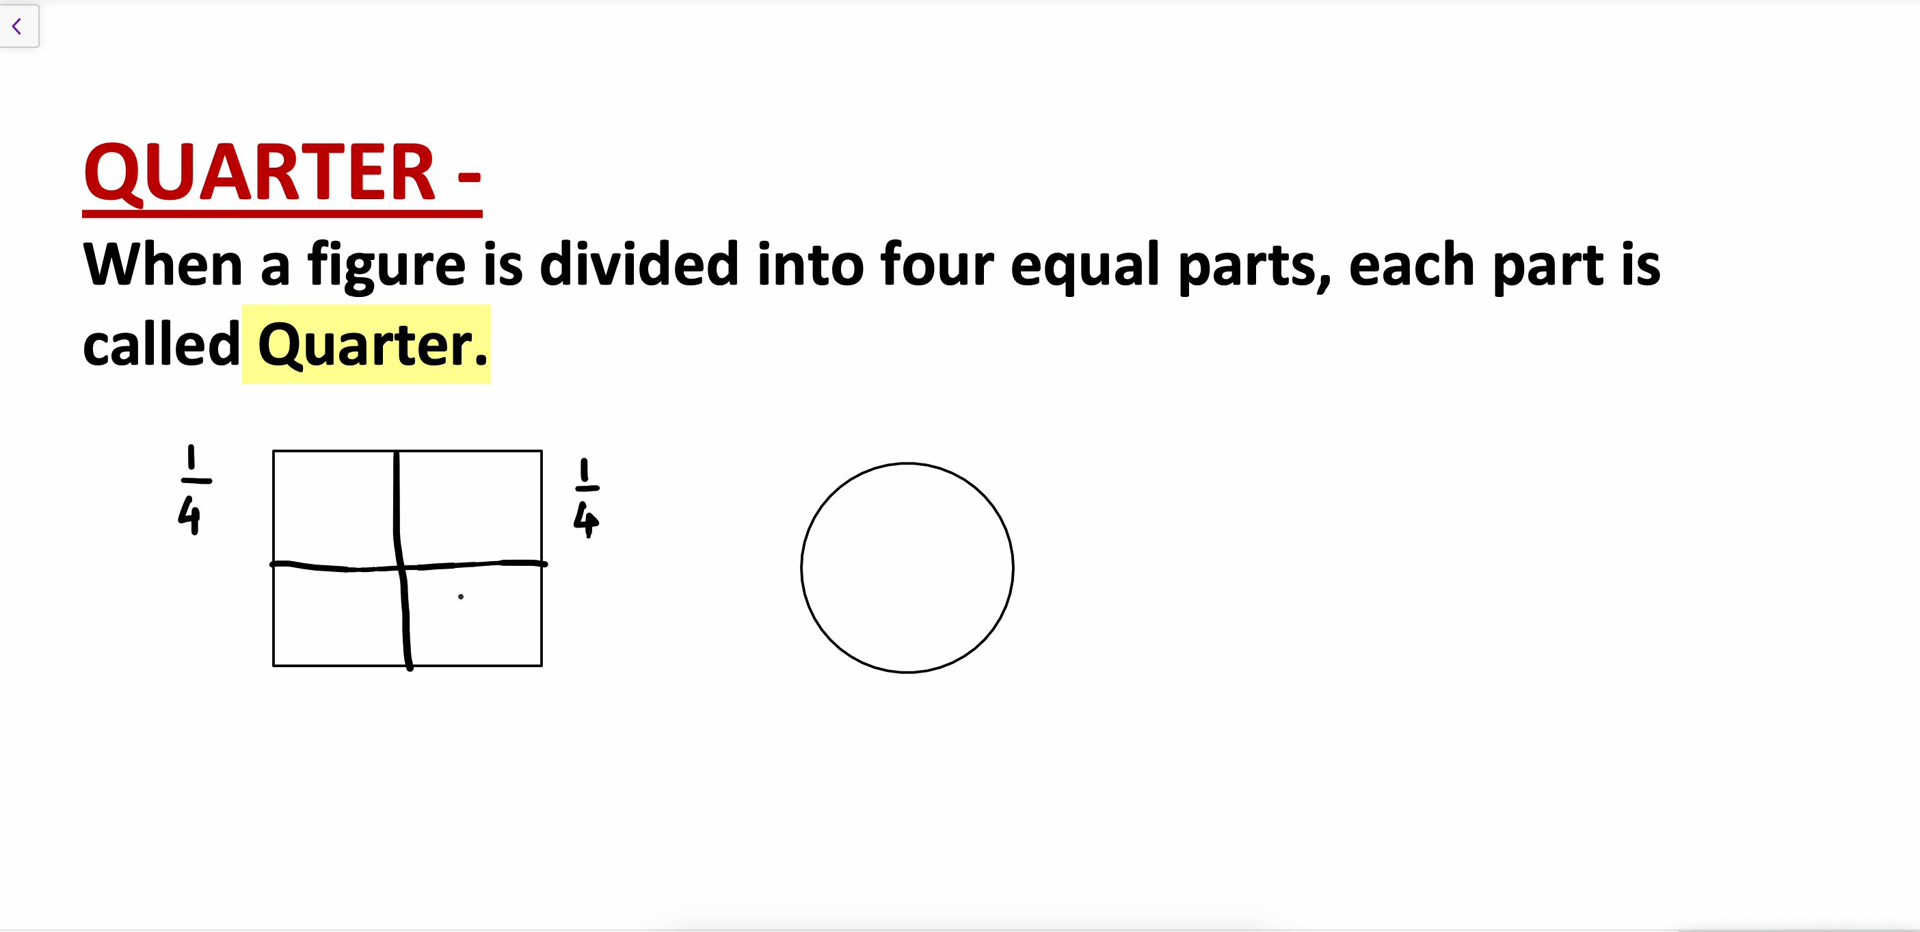 QUARTER -
When a figure is divided into four equal parts, each part is
called Quarter.
1
4
1
4